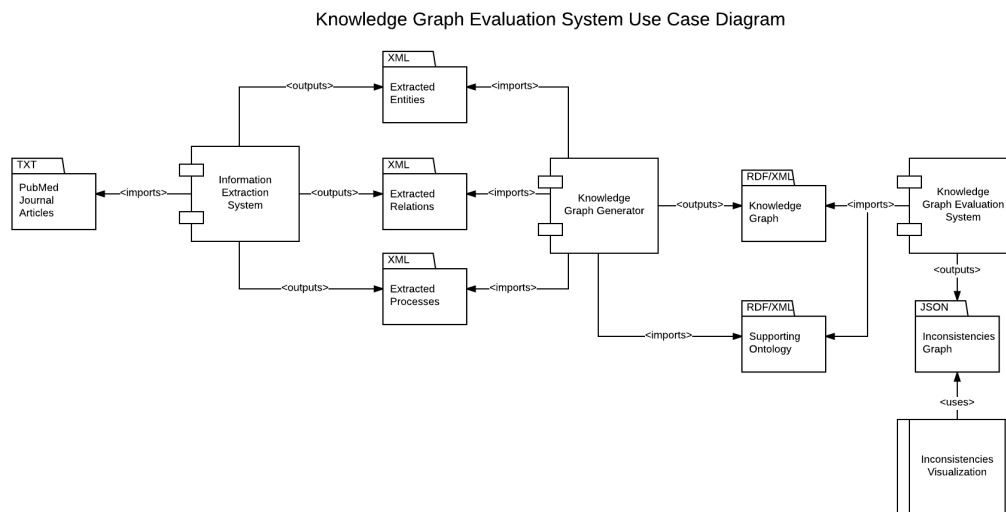 Knowledge Graph Evaluation System Use Case Diagram
XML
Extracted
Entities
<outputs>
<imports>
TXT
PubMed
Journal
Articles
<imports>
Information
Extraction
System
<outputs>
XML
Extracted
Relations
<imports>
Knowledge
Graph Generator
<outputs>
RDF/XML
Knowledge
Graph
<imports>
Knowledge
Graph Evaluation
System
<outputs>
XML
Extracted
Processes
<outputs>
<imports>
<imports>
RDF/XML
Supporting
Ontology
JSON
Inconsistencies
Graph
<uses>
Inconsistencies
Visualization